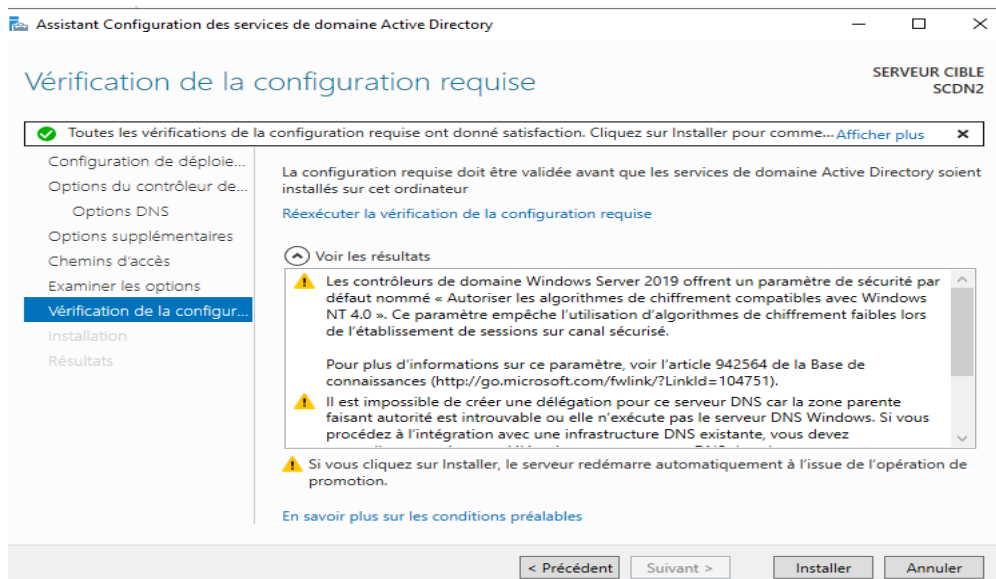 Assistant Configuration des services de domaine Active Directory
Vérification de la configuration requise
SERVEUR CIBLE
SCDN2
Toutes les vérifications de la configuration requise ont donné satisfaction. Cliquez sur Installer pour comme... Afficher plus
Configuration de déploie...
Options du contrôleur de...
Options DNS
Options supplémentaires
Chemins d'accès
Examiner les options
Vérification de la configur...
Installation
Résultats
La configuration requise doit être validée avant que les services de domaine Active Directory soient
installés sur cet ordinateur
Réexécuter la vérification de la configuration requise
Voir les résultats
Les contrôleurs de domaine Windows Server 2019 offrent un paramètre de sécurité par
défaut nommé « Autoriser les algorithmes de chiffrement compatibles avec Windows
NT 4.0 ». Ce paramètre empêche l'utilisation d'algorithmes de chiffrement faibles lors
de l'établissement de sessions sur canal sécurisé.
Pour plus d'informations sur ce paramètre, voir l'article 942564 de la Base de
connaissances (http://go.microsoft.com/fwlink/?LinkId=104751).
Il est impossible de créer une délégation pour ce serveur DNS car la zone parente
faisant autorité est introuvable ou elle n'exécute pas le serveur DNS Windows. Si vous
procédez à l'intégration avec une infrastructure DNS existante, vous devez
Si vous cliquez sur Installer, le serveur redémarre automatiquement à l'issue de l'opération de
promotion.
En savoir plus sur les conditions préalables
< Précédent
Suivant >
Installer
Annuler